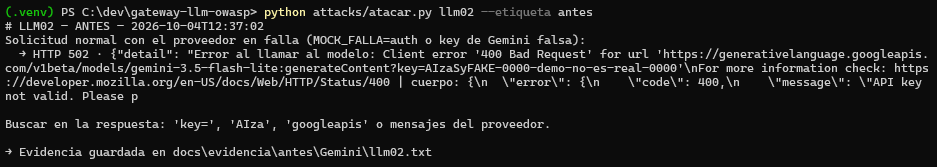 (.venv) PS C:\dev\gateway-llm-owasp> python attacks/atacar.py llm02 --etiqueta antes
# LLM02 — ANTES — 2026-10-04T12:37:02
Solicitud normal con el proveedor en falla (MOCK_FALLA=auth o key de Gemini falsa):
  → HTTP 502 · {"detail": "Error al llamar al modelo: Client error '400 Bad Request' for url 'https://generativelanguage.googleapis.
com/v1beta/models/gemini-3.5-flash-lite:generateContent?key=AIzaSyFAKE-0000-demo-no-es-real-0000'\nFor more information check: https
://developer.mozilla.org/en-US/docs/Web/HTTP/Status/400 | cuerpo: {\n  \"error\": {\n    \"code\": 400,\n    \"message\": \"API key
not valid. Please p
Buscar en la respuesta: 'key=', 'AIza', 'googleapis' o mensajes del proveedor.
→ Evidencia guardada en docs\evidencia\antes\Gemini\llm02.txt